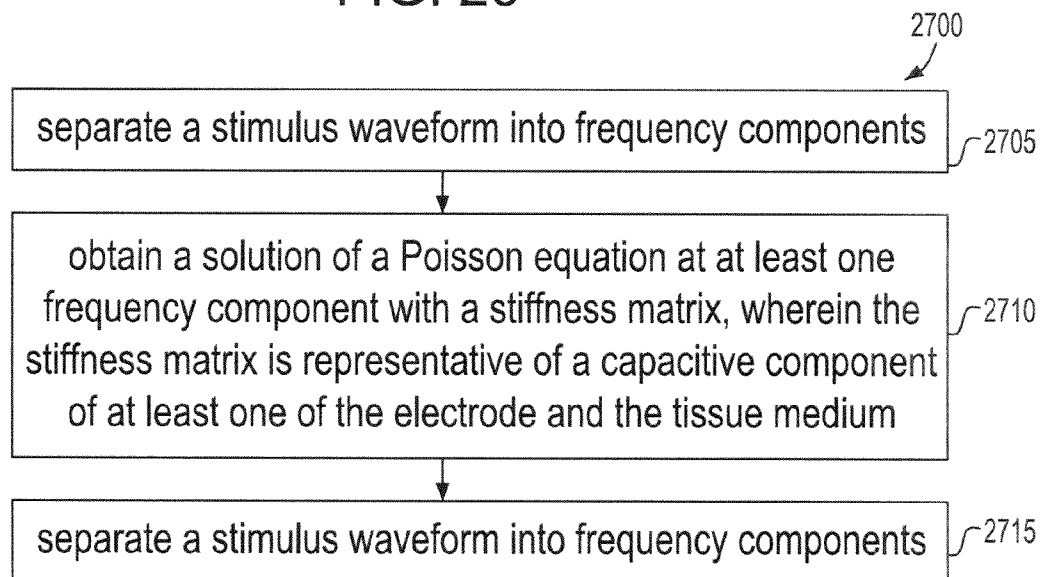 2700
separate a stimulus waveform into frequency components
2705
obtain a solution of a Poisson equation at at least one
frequency component with a stiffness matrix, wherein the
stiffness matrix is representative of a capacitive component
of at least one of the electrode and the tissue medium
2710
separate a stimulus waveform into frequency components
2715